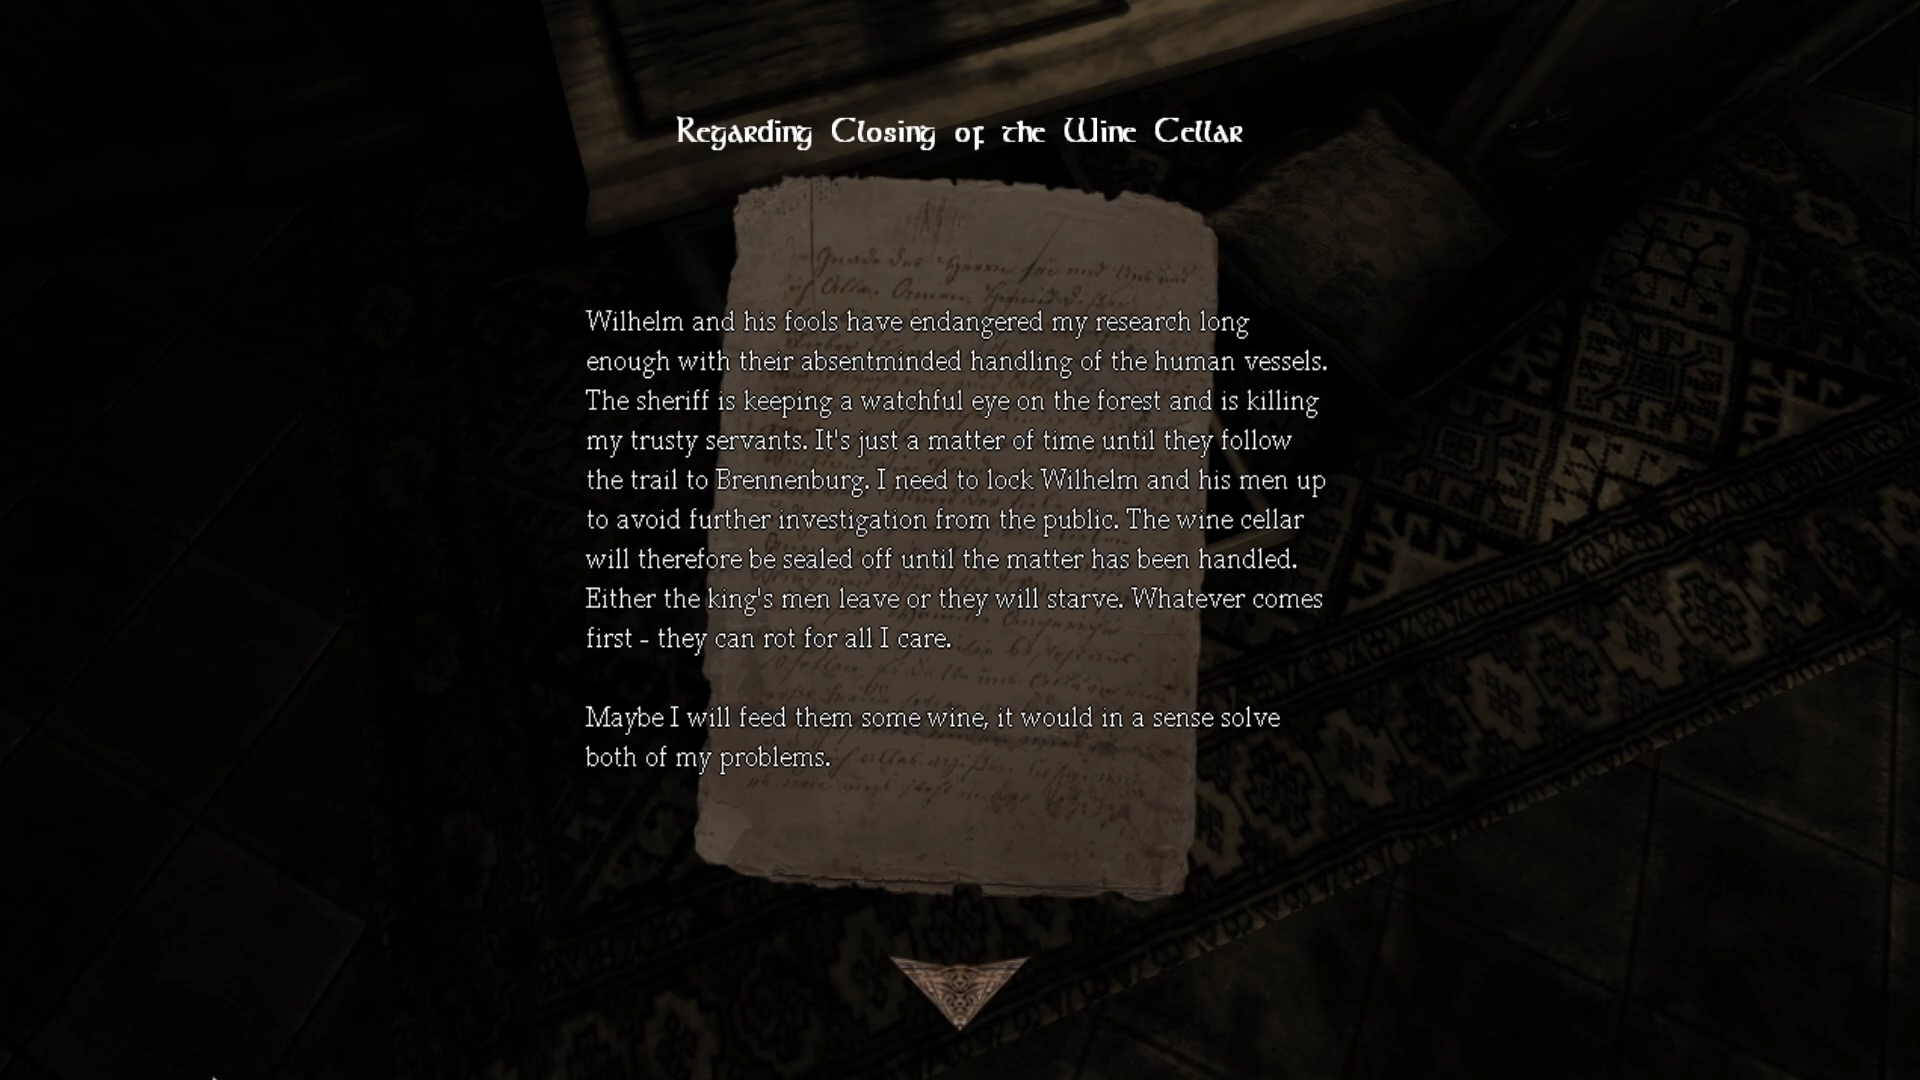 Regarding Closing of the Wine Cellar
Wilhelm and his fools have endangered my research long
enough with their absentminded handling of the human vessels.
The sheriff is keeping a watchful eye on the forest and is killing
my trusty servants. It's just a matter of time until they follow
the trail to Brennenburg. I need to lock Wilhelm and his men up
to avoid further investigation from the public. The wine cellar
will therefore be sealed off until the matter has been handled.
Either the king's men leave or they will starve. Whatever comes
first - they can rot for all I care.
Maybe I will feed them some wine, it would in a sense solve
both of my problems.